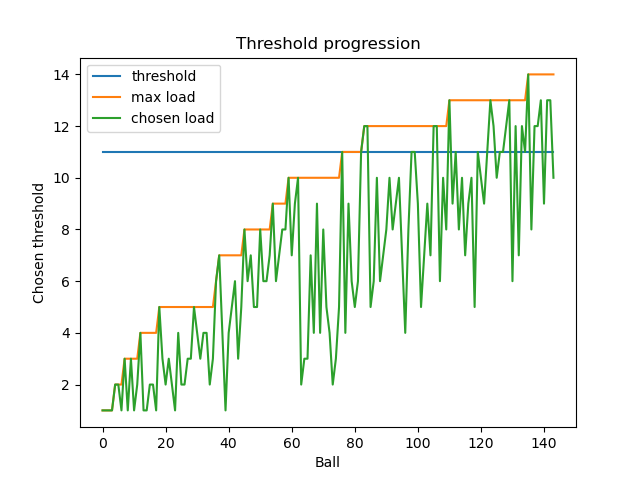 Threshold progression
threshold
max load
chosen load
Chosen threshold
14
12
10
8
6
4
2
0 20 40 60 80 100 120 140
Ball